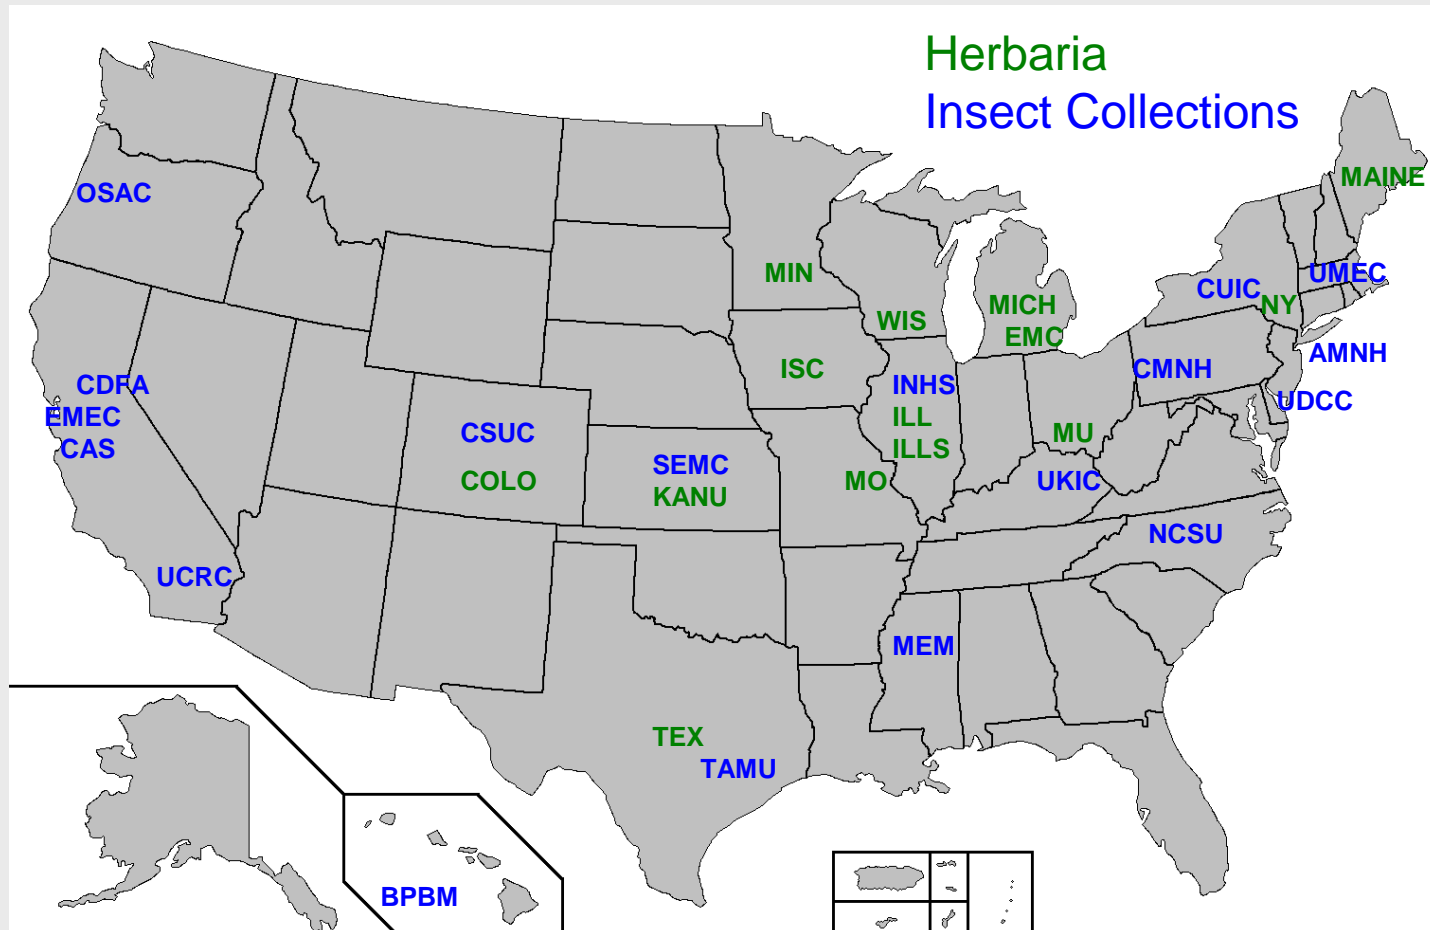 Herbaria
Insect Collections
MAINE
OSAC
MIN
UMEC
CUIC
NY
MICH
WIS
EMC
AMNH
ISC
CMNH
CDFA
INHS
UDCC
EMEC
ILL
CSUC
MU
CAS
ILLS
SEMC
COLO
MO
UKIC
KANU
NCSU
UCRC
MEM
TEX
TAMU
BPBM